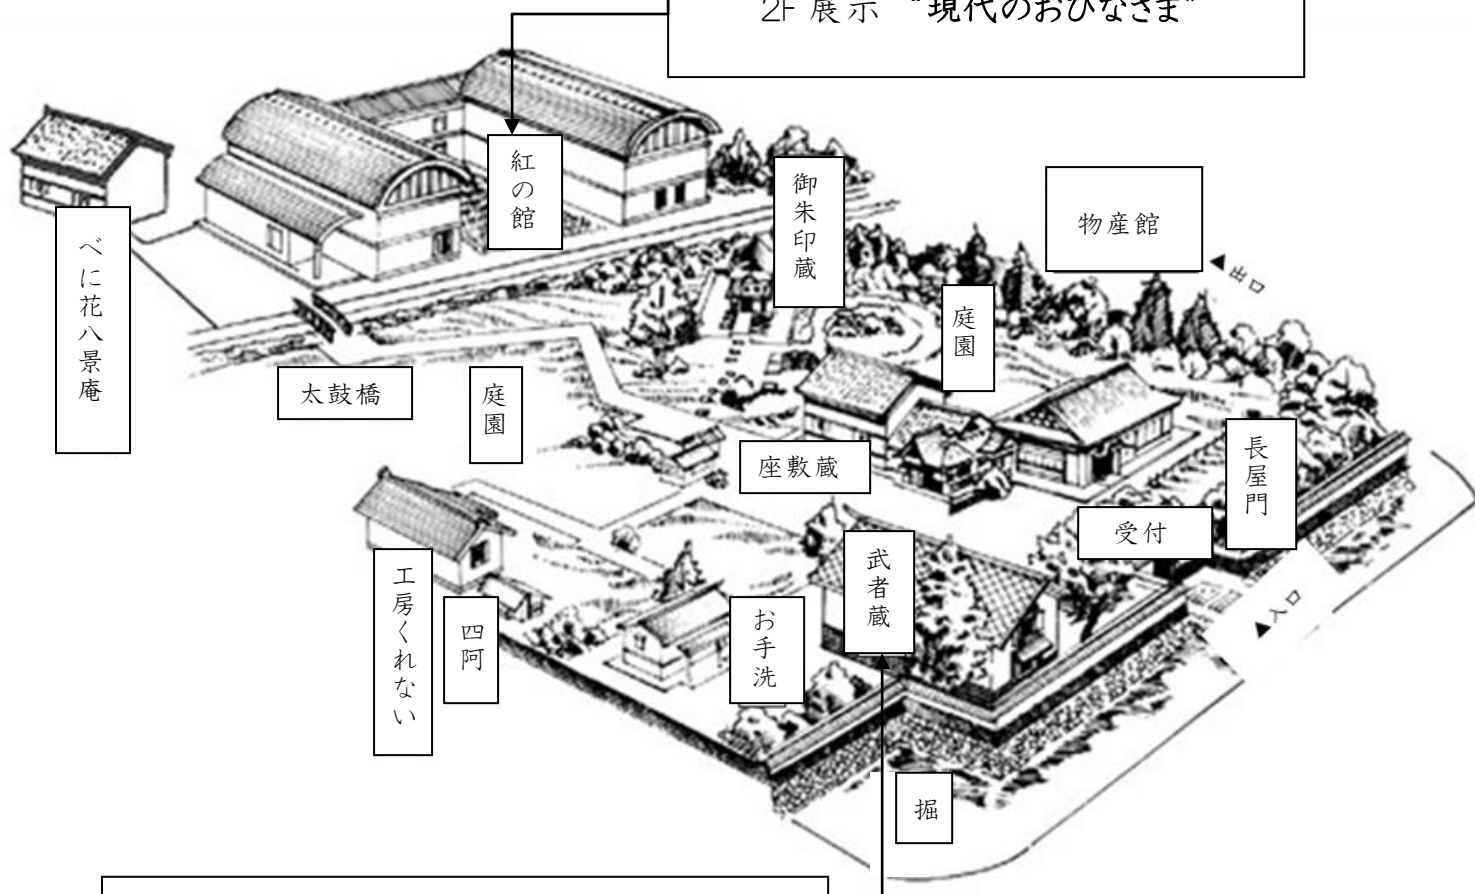 2F 展示 “現代のおひなさま”
紅の館
御朱印蔵
物産館
▲出口
べに花八景庵
庭園
太鼓橋
庭園
長屋門
座敷蔵
受付
武者蔵
工房くれない
四阿
お手洗
▲入口
掘